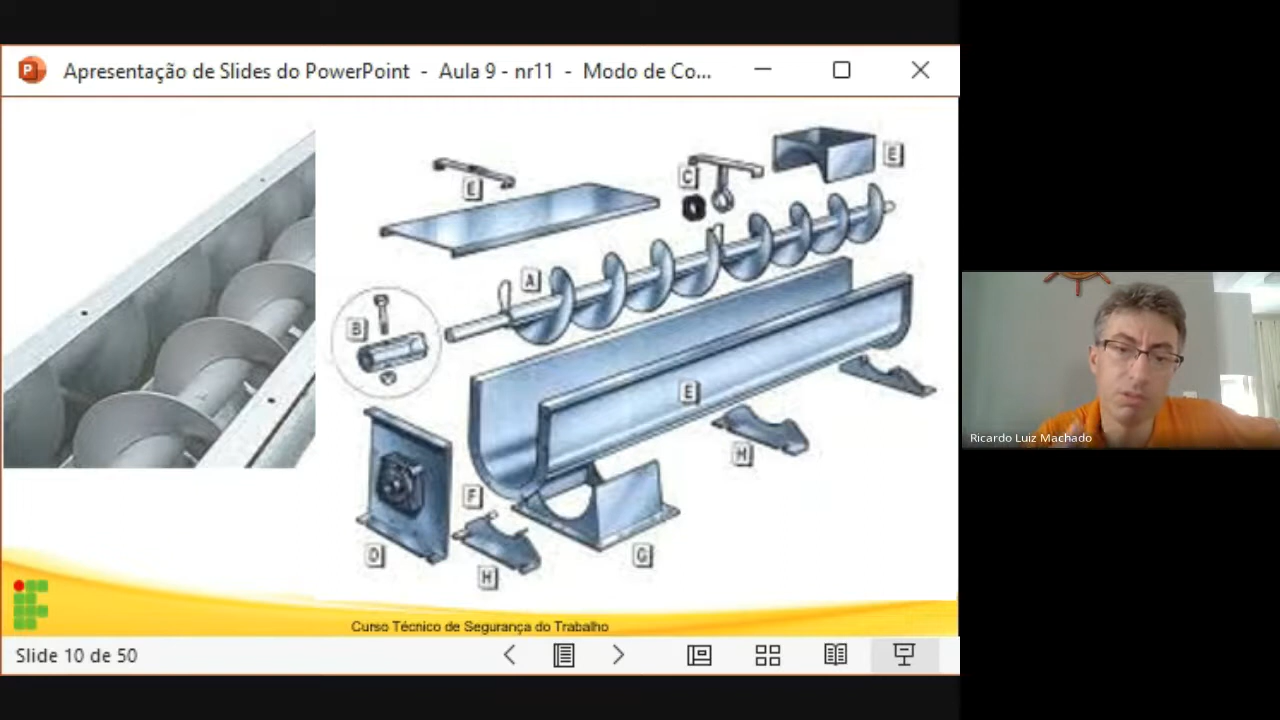 Apresentação de Slides do PowerPoint - Aula 9 - nr11 - Modo de Co...
E
C
E
A
B
E
H
F
D
H
G
Curso Técnico de Segurança do Trabalho
Slide 10 de 50
Ricardo Luiz Machado